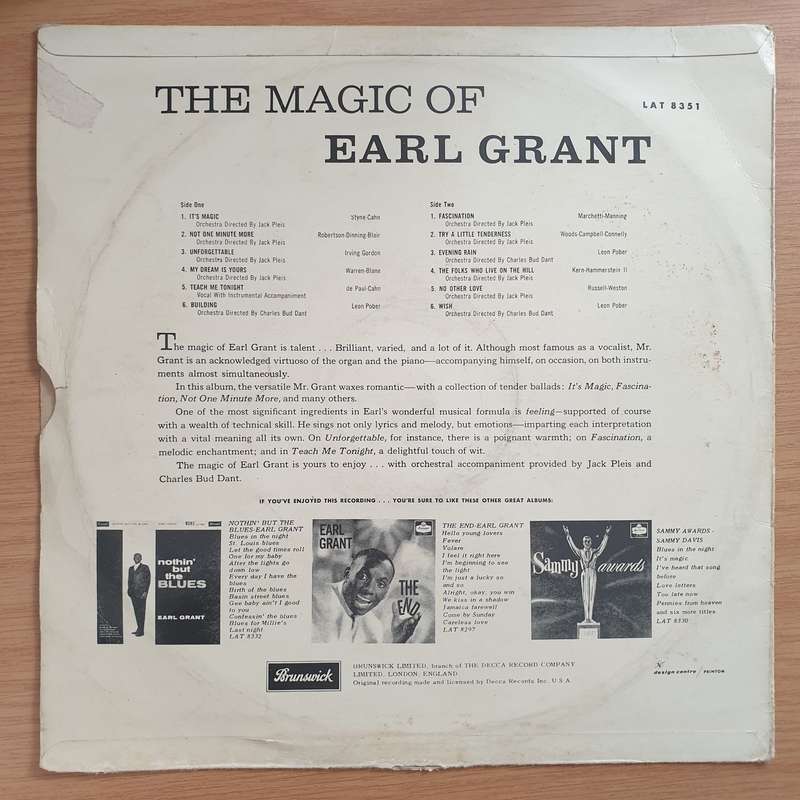 THE MAGIC OF
LAT 8351
EARL GRANT
Side One
1. IT'S MAGIC Styne-Cahn
Orchestra Directed By Jack Pleis
2. NOT ONE MINUTE MORE Robertson-Dinning-Blair
Orchestra Directed By Jack Pleis
3. UNFORGETTABLE Irving Gordon
Orchestra Directed By Jack Pleis
4. MY DREAM IS YOURS Warren-Blane
Orchestra Directed By Jack Pleis
5. TEACH ME TONIGHT de Paul-Cahn
Vocal With Instrumental Accompaniment
6. BUILDING Leon Pober
Orchestra Directed By Charles Bud Dant
Side Two
1. FASCINATION Marchetti-Manning
Orchestra Directed By Jack Pleis
2. TRY A LITTLE TENDERNESS Woods-Campbell-Connelly
Orchestra Directed By Jack Pleis
3. EVENING RAIN Leon Pober
Orchestra Directed By Charles Bud Dant
4. THE FOLKS WHO LIVE ON THE HILL Kern-Hammerstein II
Orchestra Directed By Jack Pleis
5. NO OTHER LOVE Russell-Weston
Orchestra Directed By Jack Pleis
6. WISH Leon Pober
Orchestra Directed By Charles Bud Dant
The magic of Earl Grant is talent . . . Brilliant, varied, and a lot of it. Although most famous as a vocalist, Mr.
Grant is an acknowledged virtuoso of the organ and the piano—accompanying himself, on occasion, on both instru-
ments almost simultaneously.
In this album, the versatile Mr. Grant waxes romantic—with a collection of tender ballads: It's Magic, Fascina-
tion, Not One Minute More, and many others.
One of the most significant ingredients in Earl's wonderful musical formula is feeling—supported of course
with a wealth of technical skill. He sings not only lyrics and melody, but emotions—imparting each interpretation
with a vital meaning all its own. On Unforgettable, for instance, there is a poignant warmth; on Fascination, a
melodic enchantment; and in Teach Me Tonight, a delightful touch of wit.
The magic of Earl Grant is yours to enjoy . . . with orchestral accompaniment provided by Jack Pleis and
Charles Bud Dant.
IF YOU'VE ENJOYED THIS RECORDING . . . YOU'RE SURE TO LIKE THESE OTHER GREAT ALBUMS:
nothin'
but
the
BLUES
EARL GRANT
NOTHIN' BUT THE
BLUES-EARL GRANT
Blues in the night
St. Louis blues
Let the good times roll
One for my baby
After the lights go
down low
Every day I have the
blues
Birth of the blues
Basin street blues
Gee baby ain't I good
to you
Confessin' the blues
Blues for Millie's
Last night
LAT 8332
EARL
GRANT
THE
END
THE END-EARL GRANT
Hello young lovers
Fever
Volare
I feel it right here
I'm beginning to see
the light
I'm just a lucky so
and so
Alright, okay, you win
We kiss in a shadow
Jamaica farewell
Come by Sunday
Careless love
LAT 8297
Sammy awards
SAMMY AWARDS -
SAMMY DAVIS
Blues in the night
It's magic
I've heard that song
before
Love letters
Too late now
Pennies from heaven
and six more titles.
LAT 8330
Brunswick
BRUNSWICK LIMITED, branch of THE DECCA RECORD COMPANY
LIMITED, LONDON, ENGLAND
Original recording made and licensed by Decca Records Inc. U S A.
design centre / PRINTON